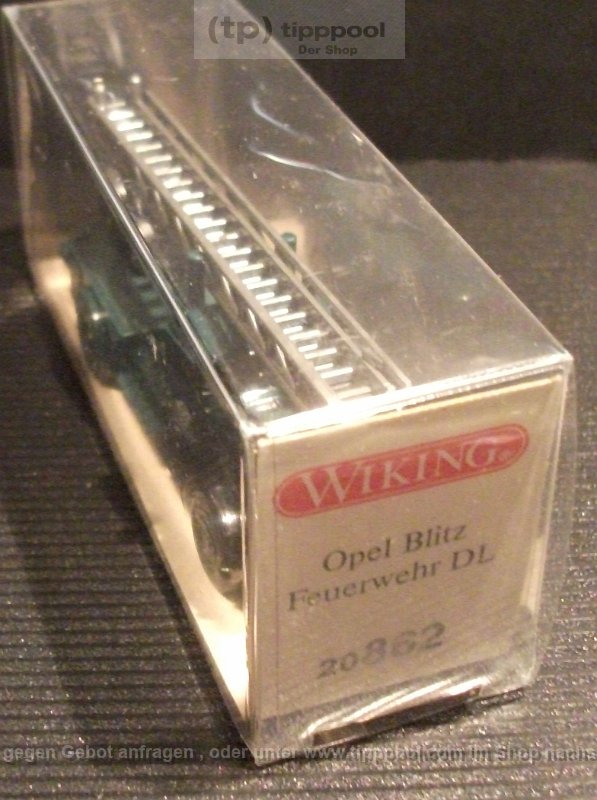 (tp) tipppool
Der Shop
WIKING®
Opel Blitz
Feuerwehr DL
20862
gegen Gebot anfragen , oder unter www.tipppool.com im Shop nachs